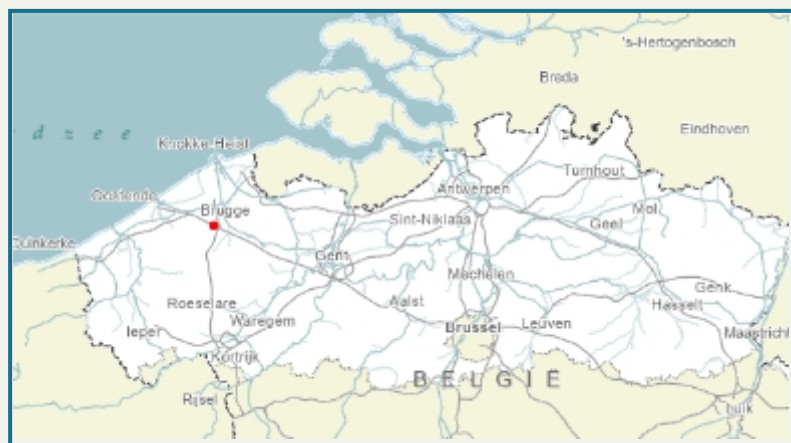 's-Hertogenbosch
Breda
Eindhoven
d z e e
Knokke-Heist
Turnhout
Antwerpen
Oostende
Brugge
Mol
Sint-Niklaas
Geel
Duinkerke
Gent
Mechelen
Genk
Roeselare
Aalst
Hasselt
Waregem
Ieper
Brussel
Leuven
Maastricht
Kortrijk
BELGIË
Rijsel
Luik